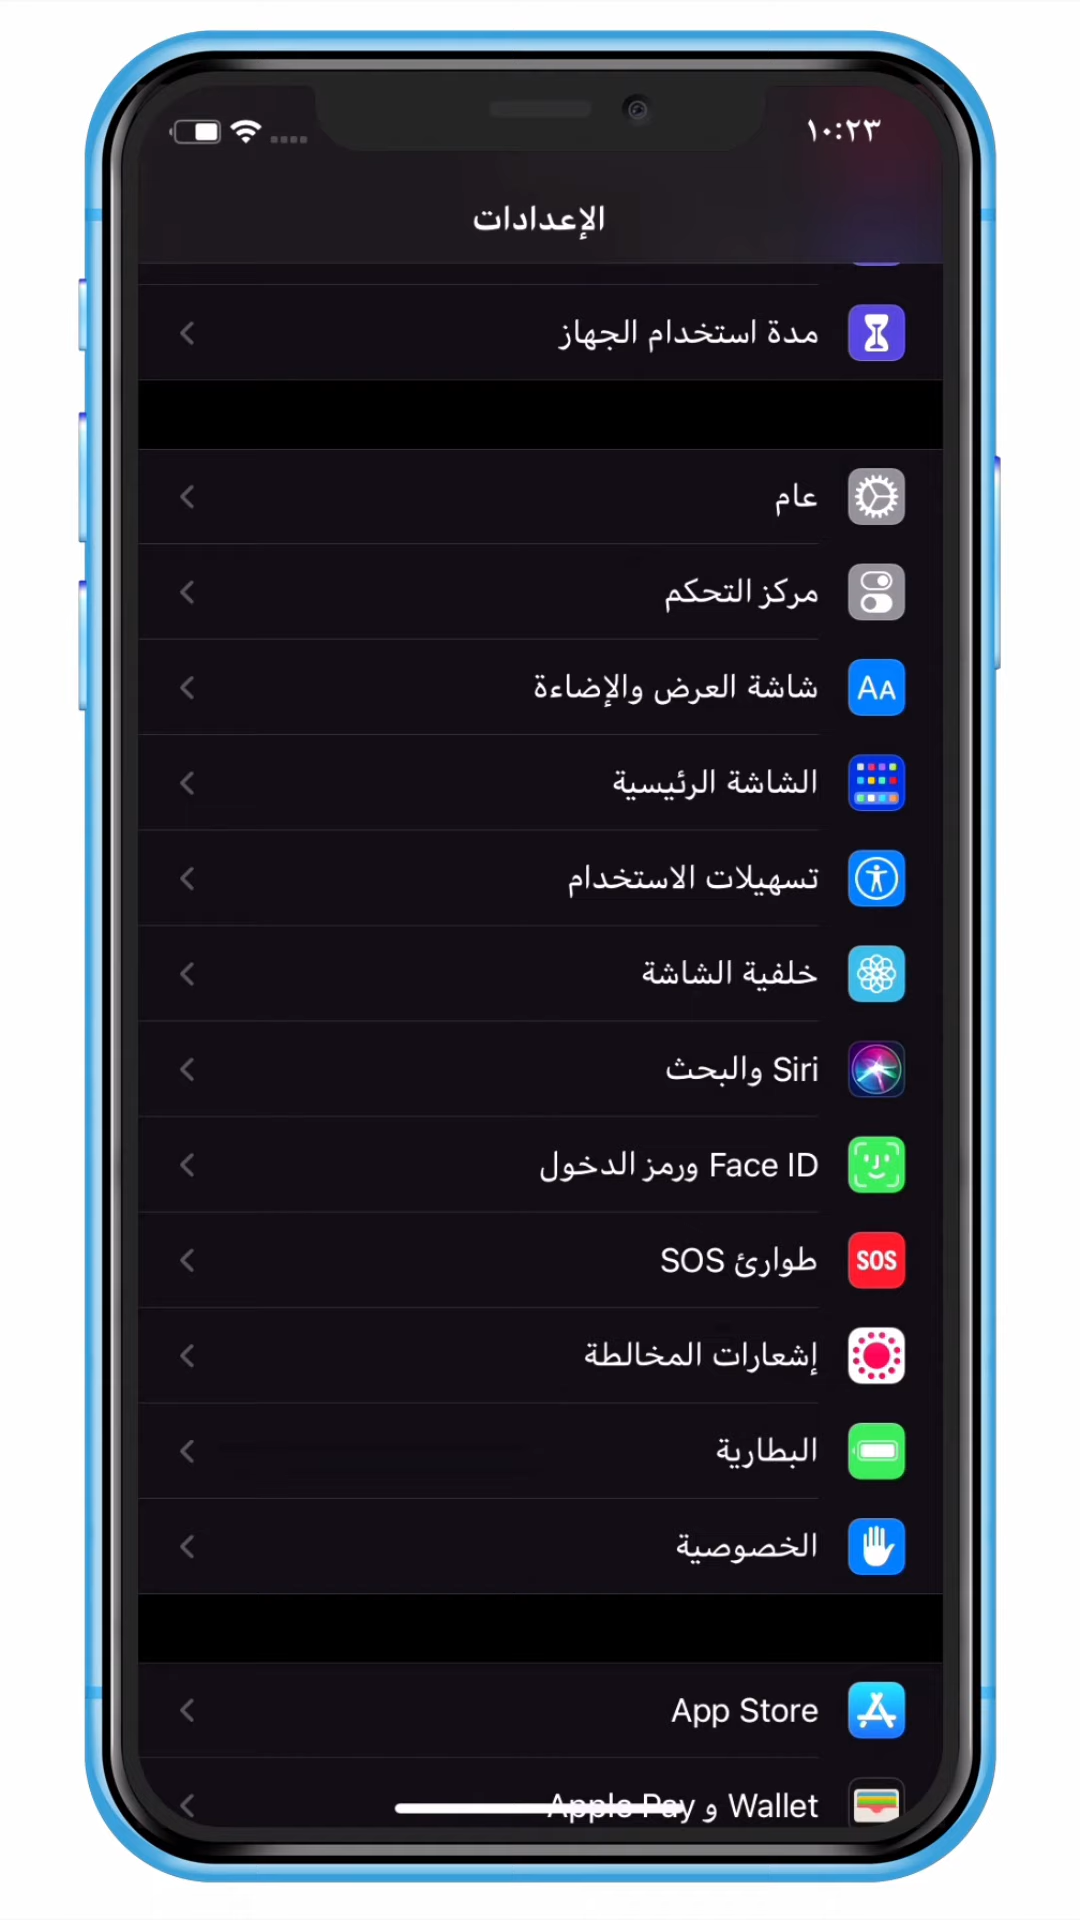 ١٠:٢٣
الإعدادات
مدة استخدام الجهاز
عام
مركز التحكم
AA
شاشة العرض والإضاءة
الشاشة الرئيسية
تسهيلات الاستخدام
خلفية الشاشة
Siri والبحث
Face ID ورمز الدخول
SOS
طوارئ SOS
إشعارات المخالطة
البطارية
الخصوصية
App Store
Wallet و Apple Pay